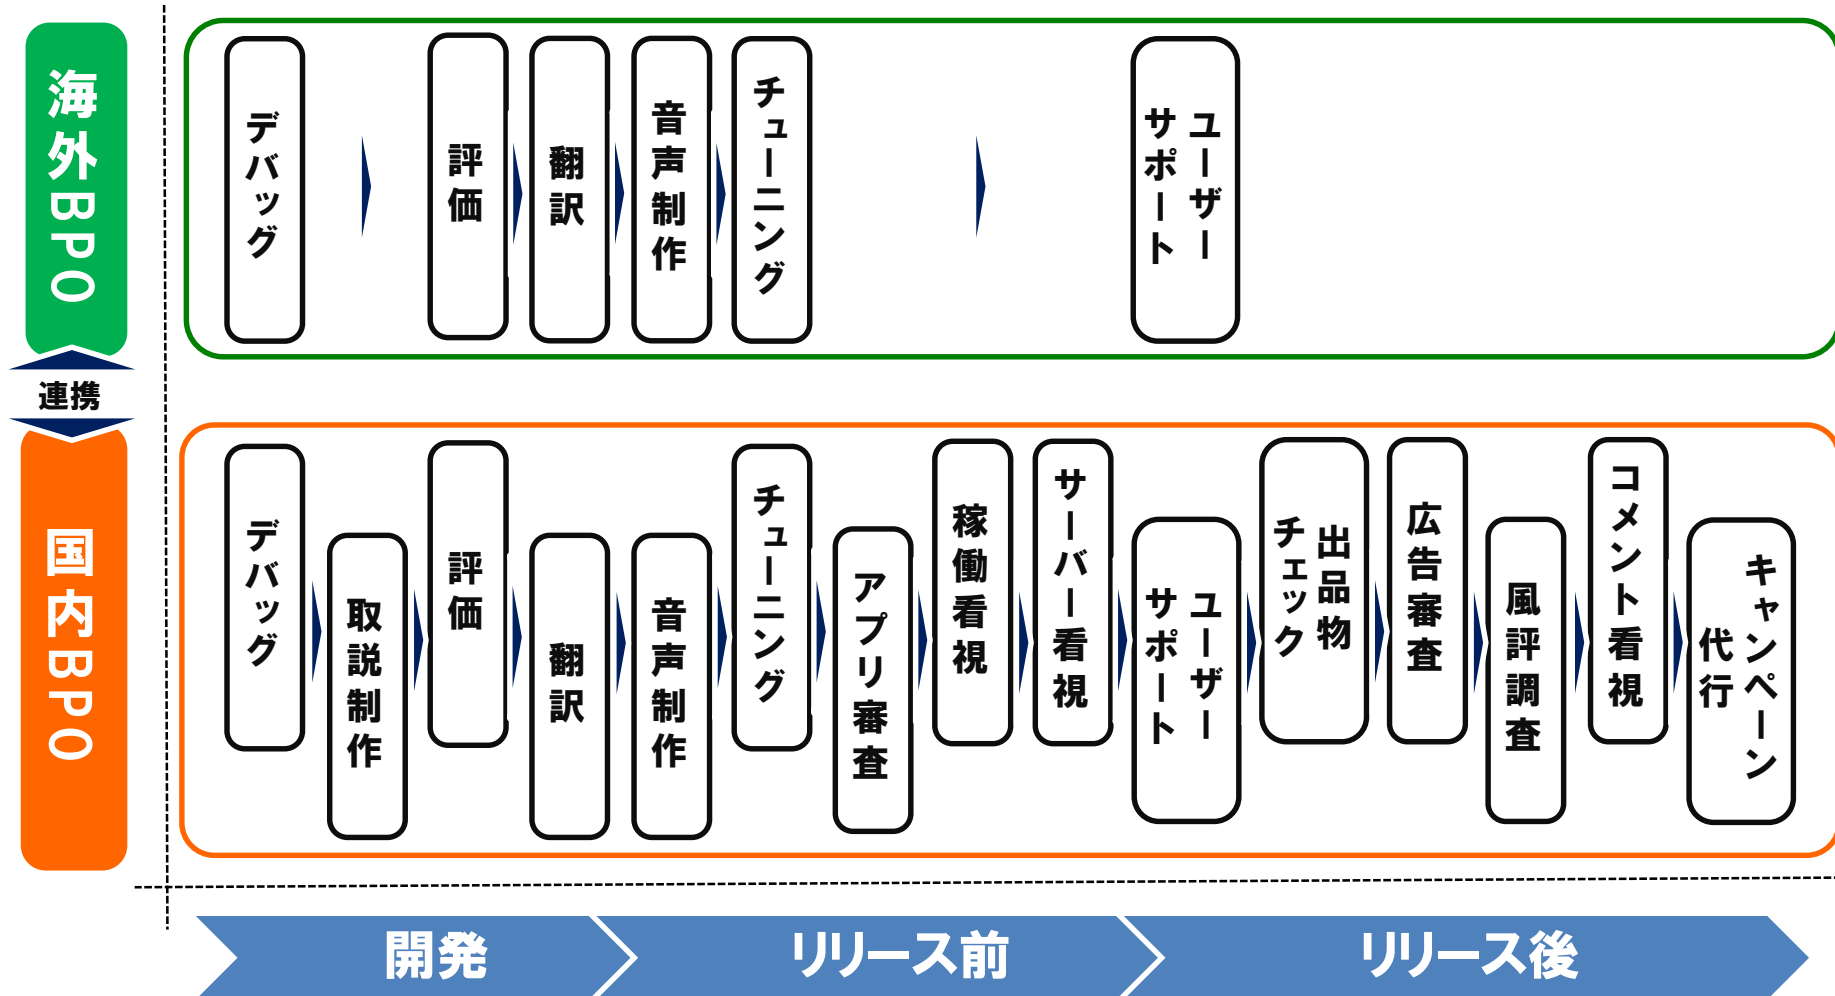 海外BPO
デバッグ
評価
翻訳
音声制作
チューニング
ユーザー
サポート
連携
国内BPO
デバッグ
取説制作
評価
翻訳
音声制作
チューニング
アプリ審査
稼働看視
サーバー看視
ユーザー
サポート
出品物
チェック
広告審査
風評調査
コメント看視
キャンペーン
代行
開発
リリース前
リリース後